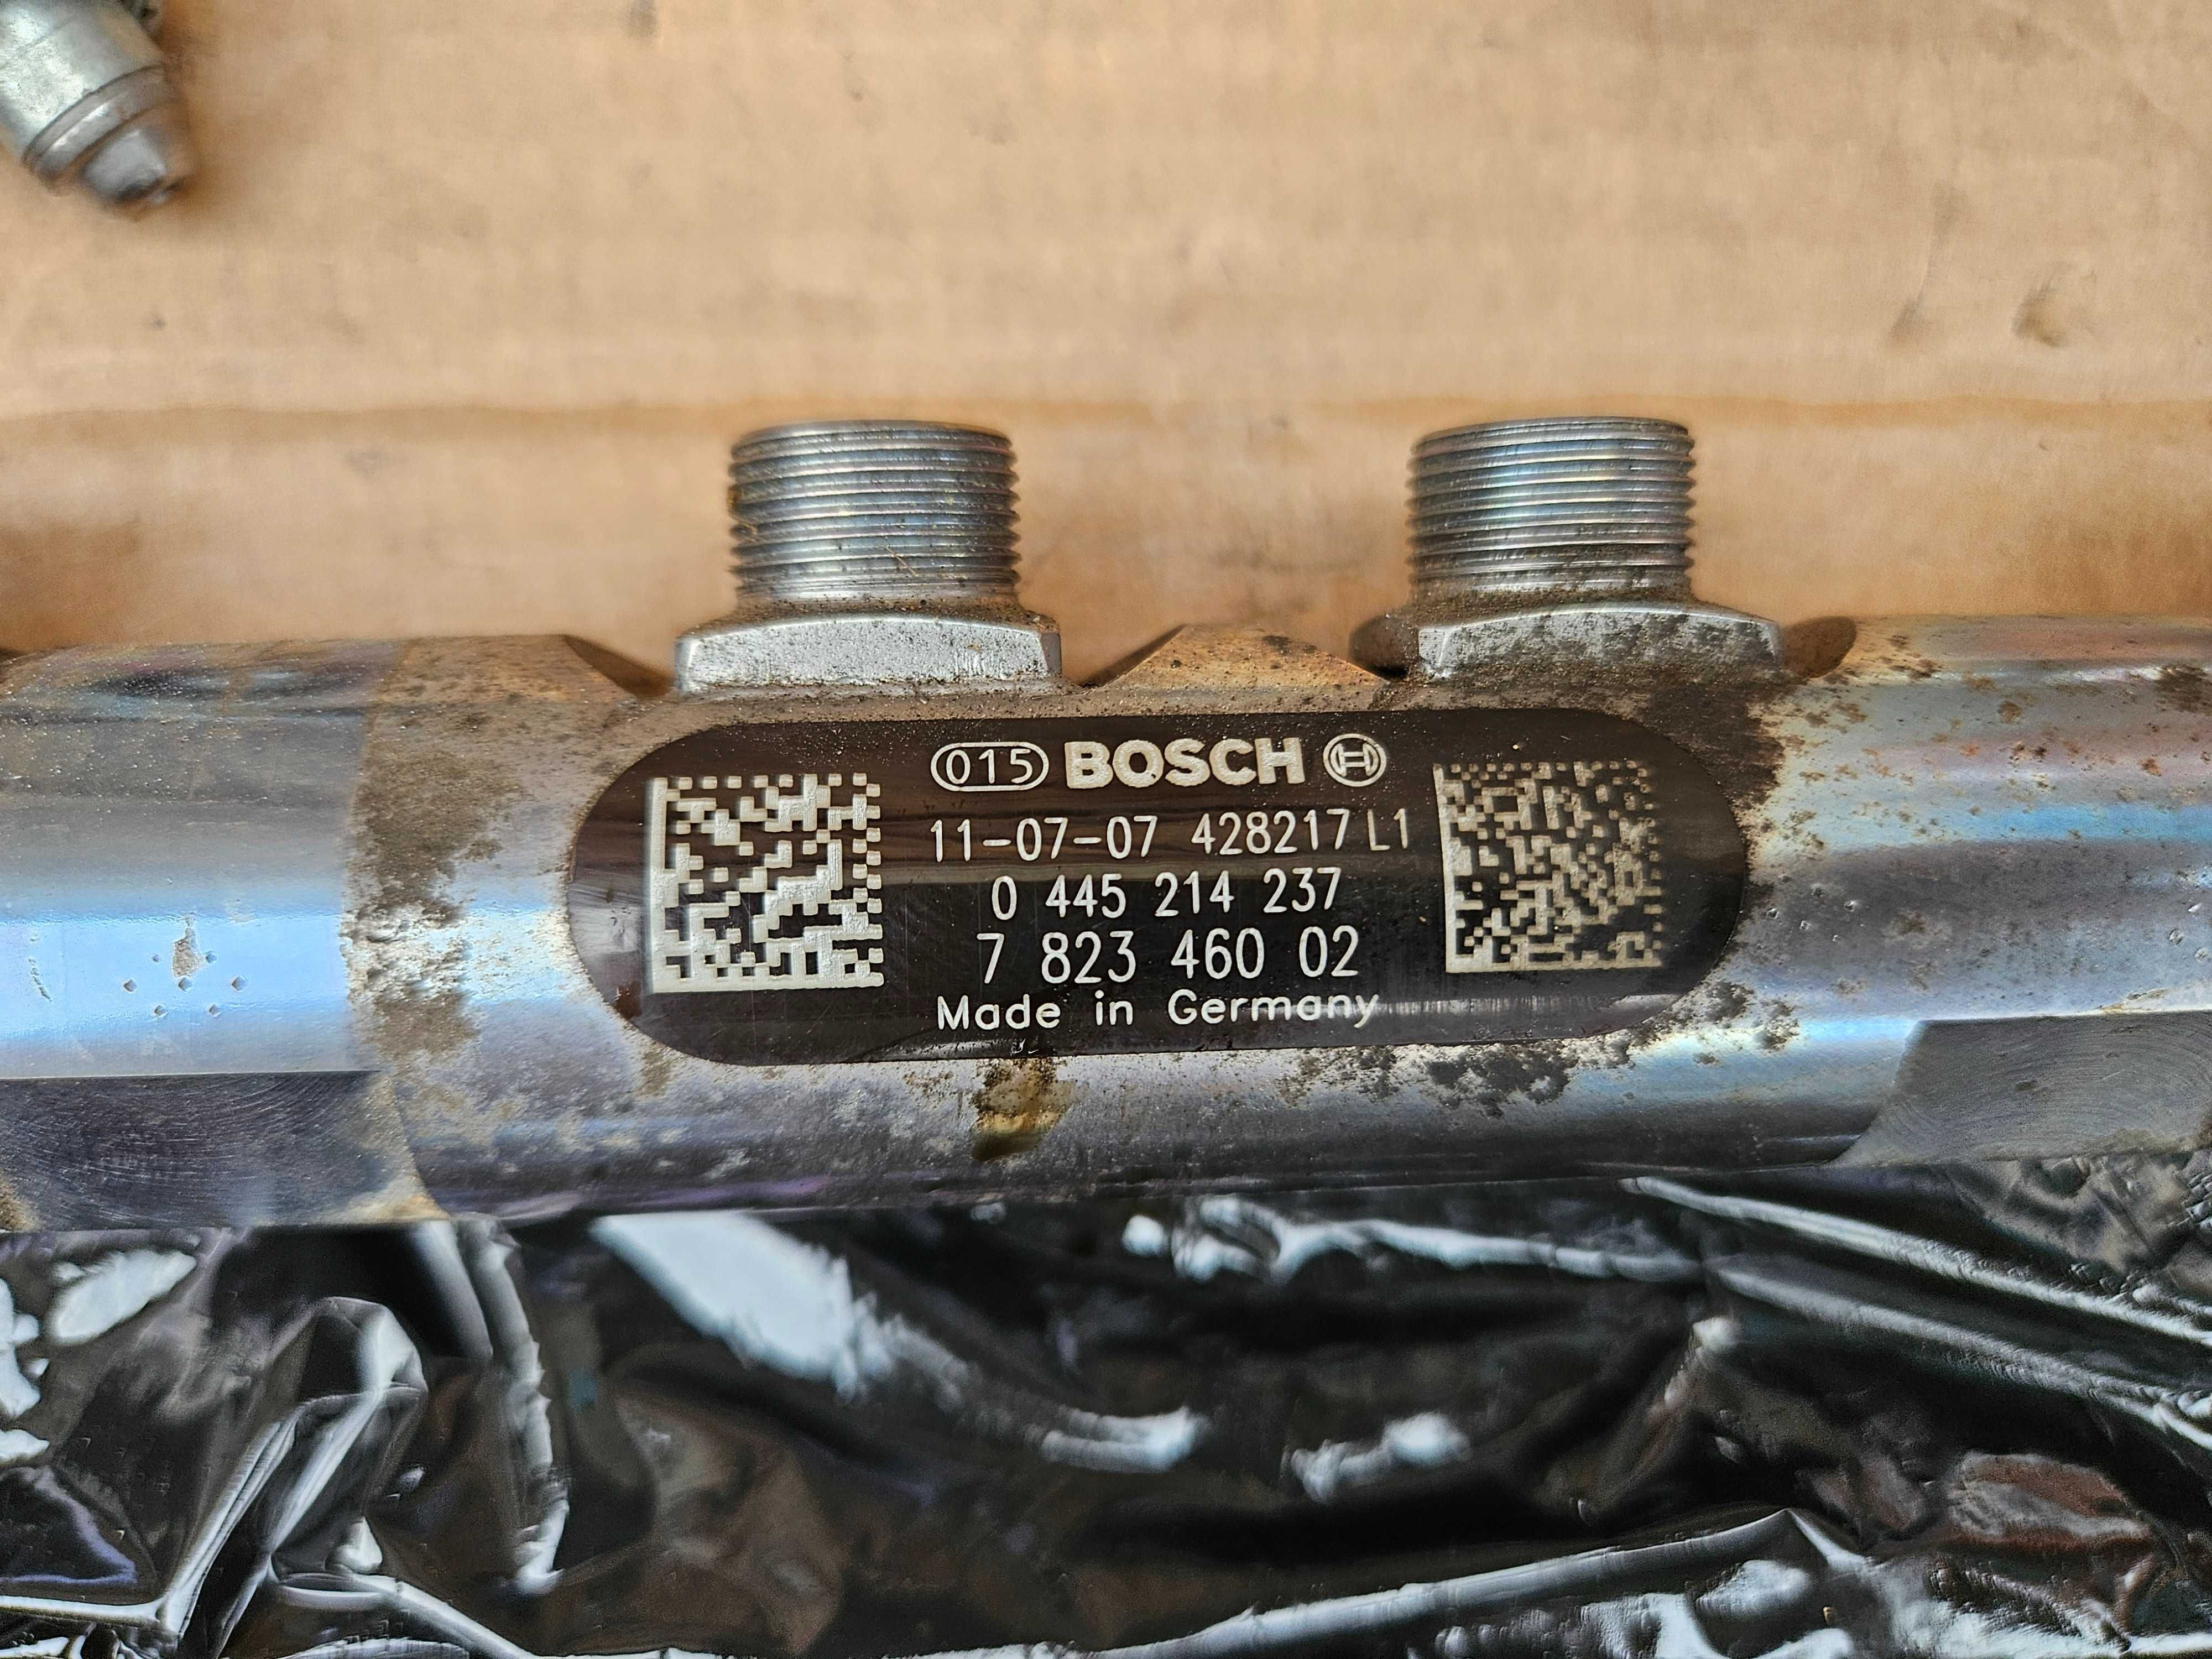 015 BOSCH
11-07-07 428217 L1
0 445 214 237
7 823 460 02
Made in Germany